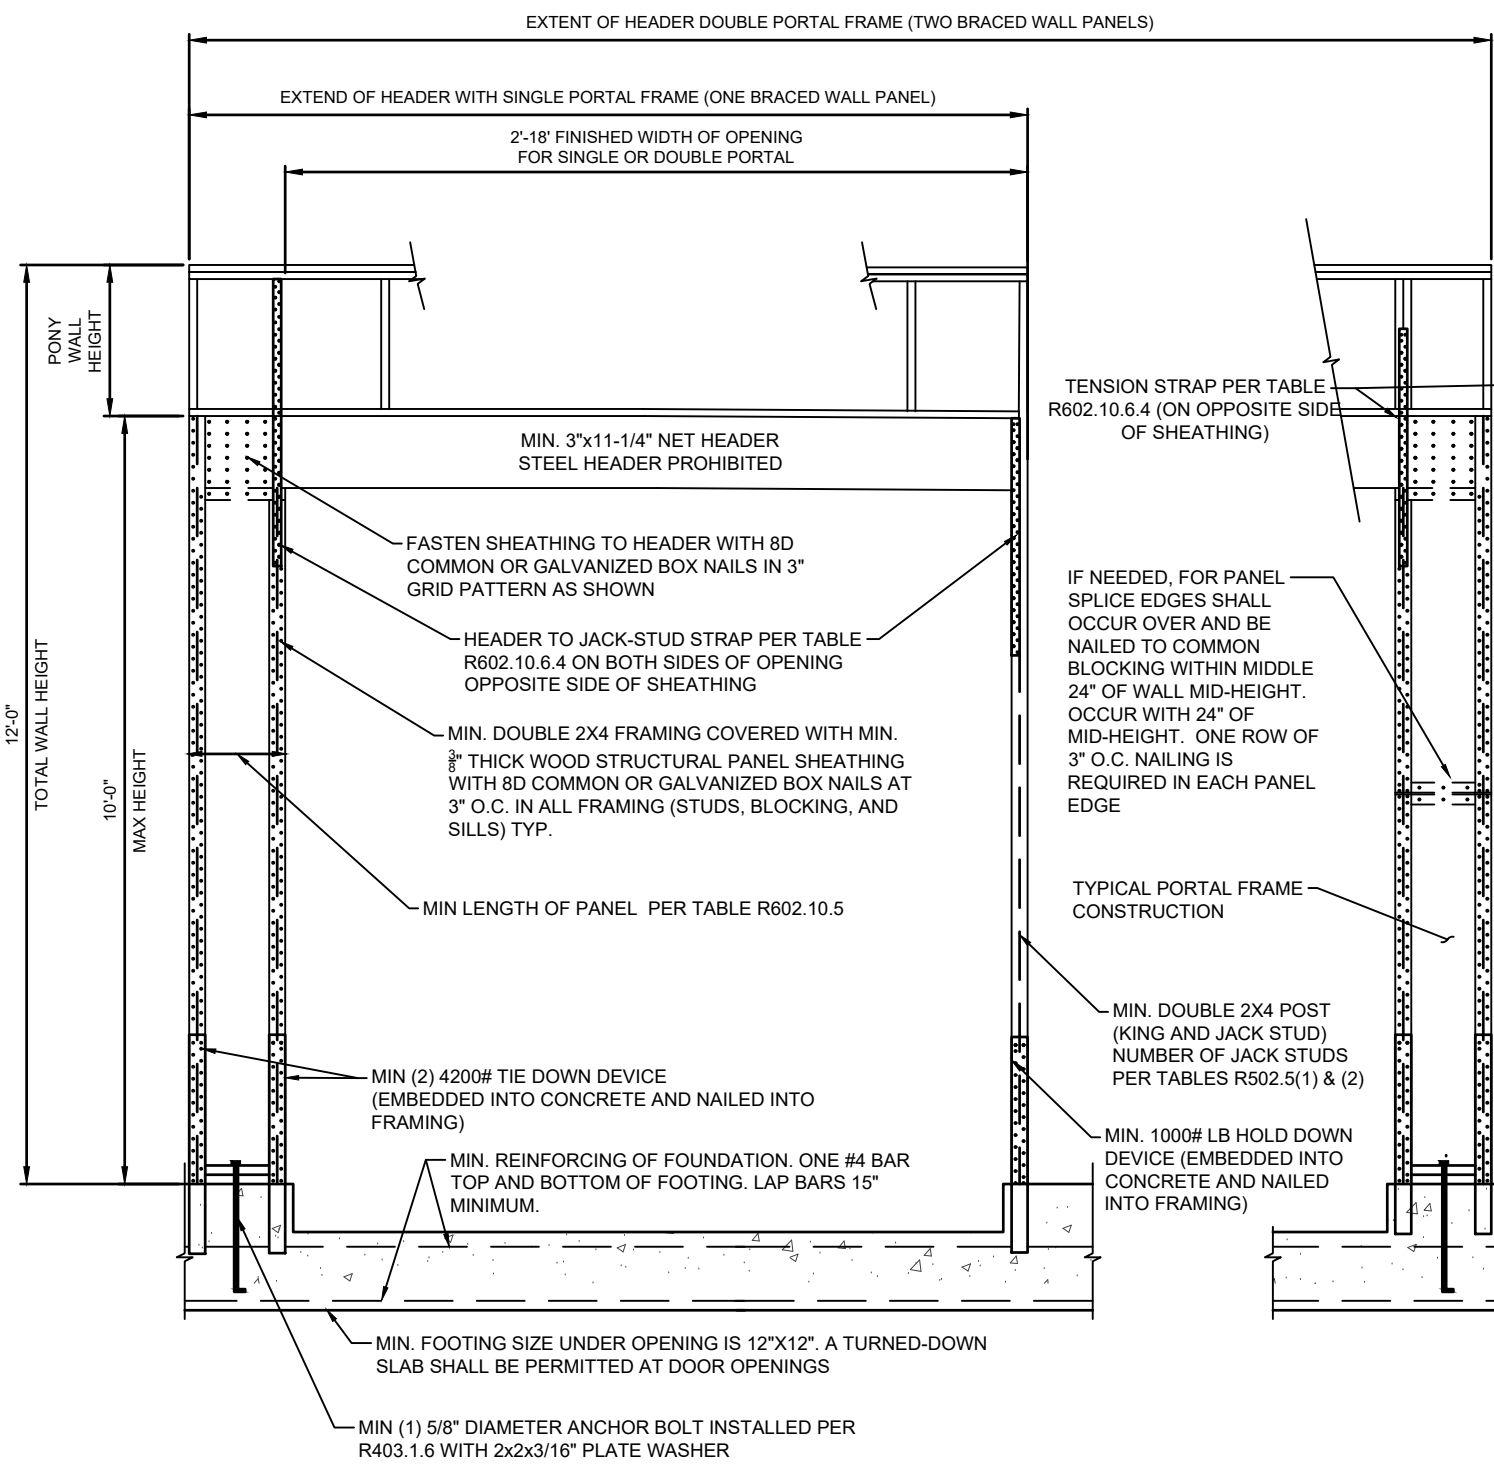 EXTENT OF HEADER DOUBLE PORTAL FRAME (TWO BRACED WALL PANELS)
EXTEND OF HEADER WITH SINGLE PORTAL FRAME (ONE BRACED WALL PANEL)
2'-18' FINISHED WIDTH OF OPENING
FOR SINGLE OR DOUBLE PORTAL
PONY
WALL
HEIGHT
12'-0"
TOTAL WALL HEIGHT
10'-0"
MAX HEIGHT
MIN. 3"x11-1/4" NET HEADER
STEEL HEADER PROHIBITED
TENSION STRAP PER TABLE
R602.10.6.4 (ON OPPOSITE SIDE
OF SHEATHING)
FASTEN SHEATHING TO HEADER WITH 8D
COMMON OR GALVANIZED BOX NAILS IN 3"
GRID PATTERN AS SHOWN
HEADER TO JACK-STUD STRAP PER TABLE
R602.10.6.4 ON BOTH SIDES OF OPENING
OPPOSITE SIDE OF SHEATHING
IF NEEDED, FOR PANEL
SPLICE EDGES SHALL
OCCUR OVER AND BE
NAILED TO COMMON
BLOCKING WITHIN MIDDLE
24" OF WALL MID-HEIGHT.
OCCUR WITH 24" OF
MID-HEIGHT. ONE ROW OF
3" O.C. NAILING IS
REQUIRED IN EACH PANEL
EDGE
MIN. DOUBLE 2X4 FRAMING COVERED WITH MIN.
3/8" THICK WOOD STRUCTURAL PANEL SHEATHING
WITH 8D COMMON OR GALVANIZED BOX NAILS AT
3" O.C. IN ALL FRAMING (STUDS, BLOCKING, AND
SILLS) TYP.
MIN LENGTH OF PANEL PER TABLE R602.10.5
TYPICAL PORTAL FRAME
CONSTRUCTION
MIN. DOUBLE 2X4 POST
(KING AND JACK STUD)
NUMBER OF JACK STUDS
PER TABLES R502.5(1) & (2)
MIN (2) 4200# TIE DOWN DEVICE
(EMBEDDED INTO CONCRETE AND NAILED INTO
FRAMING)
MIN. 1000# LB HOLD DOWN
DEVICE (EMBEDDED INTO
CONCRETE AND NAILED
INTO FRAMING)
MIN. REINFORCING OF FOUNDATION. ONE #4 BAR
TOP AND BOTTOM OF FOOTING. LAP BARS 15"
MINIMUM.
MIN. FOOTING SIZE UNDER OPENING IS 12"X12". A TURNED-DOWN
SLAB SHALL BE PERMITTED AT DOOR OPENINGS
MIN (1) 5/8" DIAMETER ANCHOR BOLT INSTALLED PER
R403.1.6 WITH 2x2x3/16" PLATE WASHER